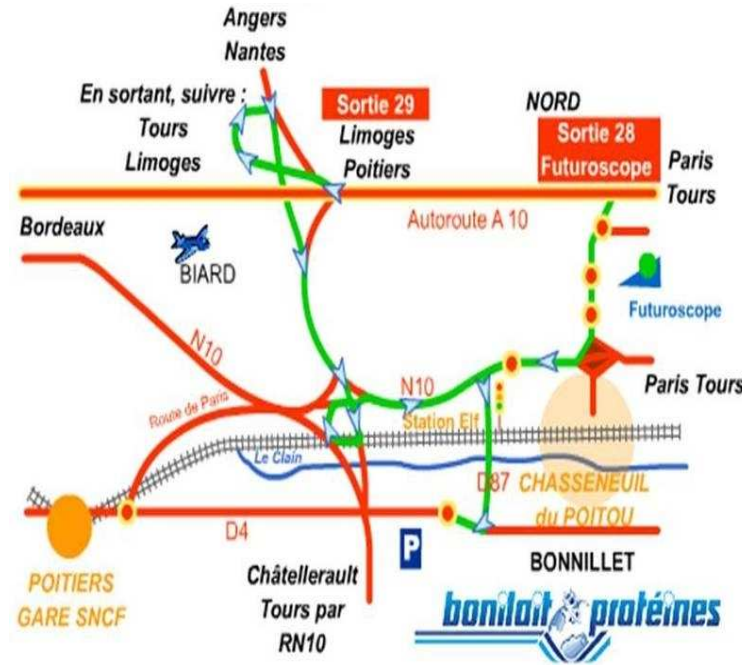 Angers
Nantes
En sortant, suivre :
Tours
Limoges
Sortie 29
Limoges
Poitiers
NORD
Sortie 28
Futuroscope
Paris
Tours
Autoroute A 10
Bordeaux
BIARD
Futuroscope
N10
Route de Paris
N10
Station Elf
Paris Tours
Le Clain
D87
CHASSENEUIL
du POITOU
D4
P
BONNILLET
POITIERS
GARE SNCF
Châtellerault
Tours par
RN10
bonilait protéines